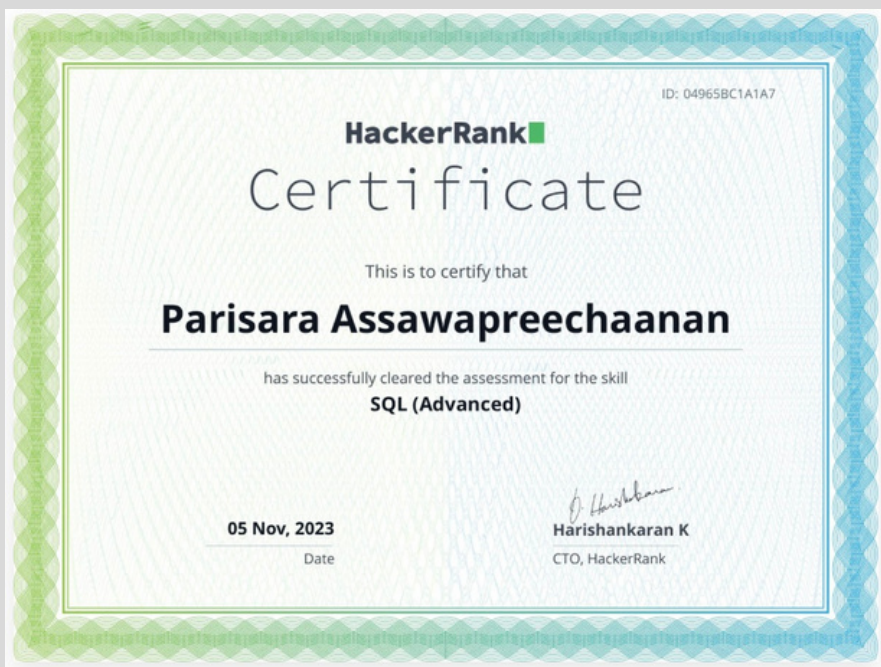 ID: 04965BC1A1A7
HackerRank
Certificate
This is to certify that
Parisara Assawapreechaanan
has successfully cleared the assessment for the skill
SQL (Advanced)
05 Nov, 2023
Date
Harishankaran K
CTO, HackerRank